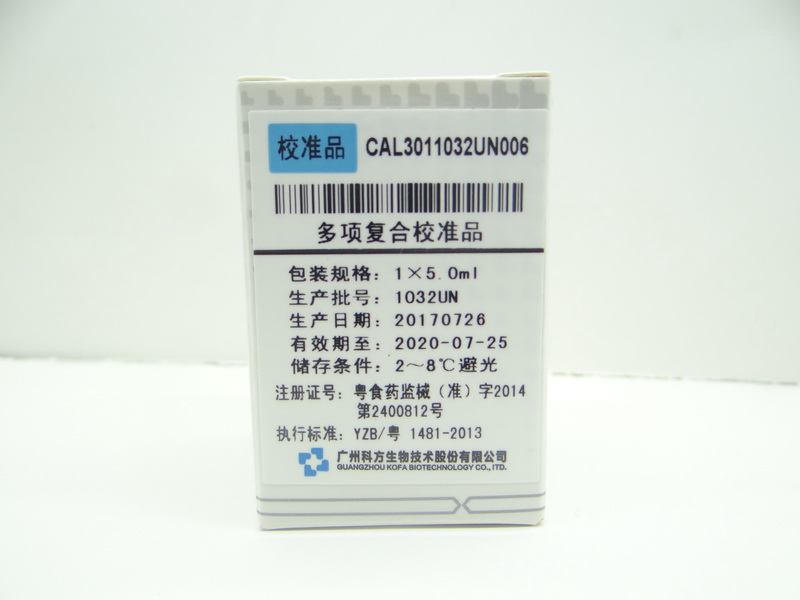 校准品 CAL3011032UN006
多项复合校准品
包装规格：1×5.0ml
生产批号：1032UN
生产日期：20170726
有效期至：2020-07-25
储存条件：2～8℃避光
注册证号：粤食药监械（准）字2014
第2400812号
执行标准：YZB/粤 1481-2013
广州科方生物技术股份有限公司
GUANGZHOU KOFA BIOTECHNOLOGY CO., LTD.